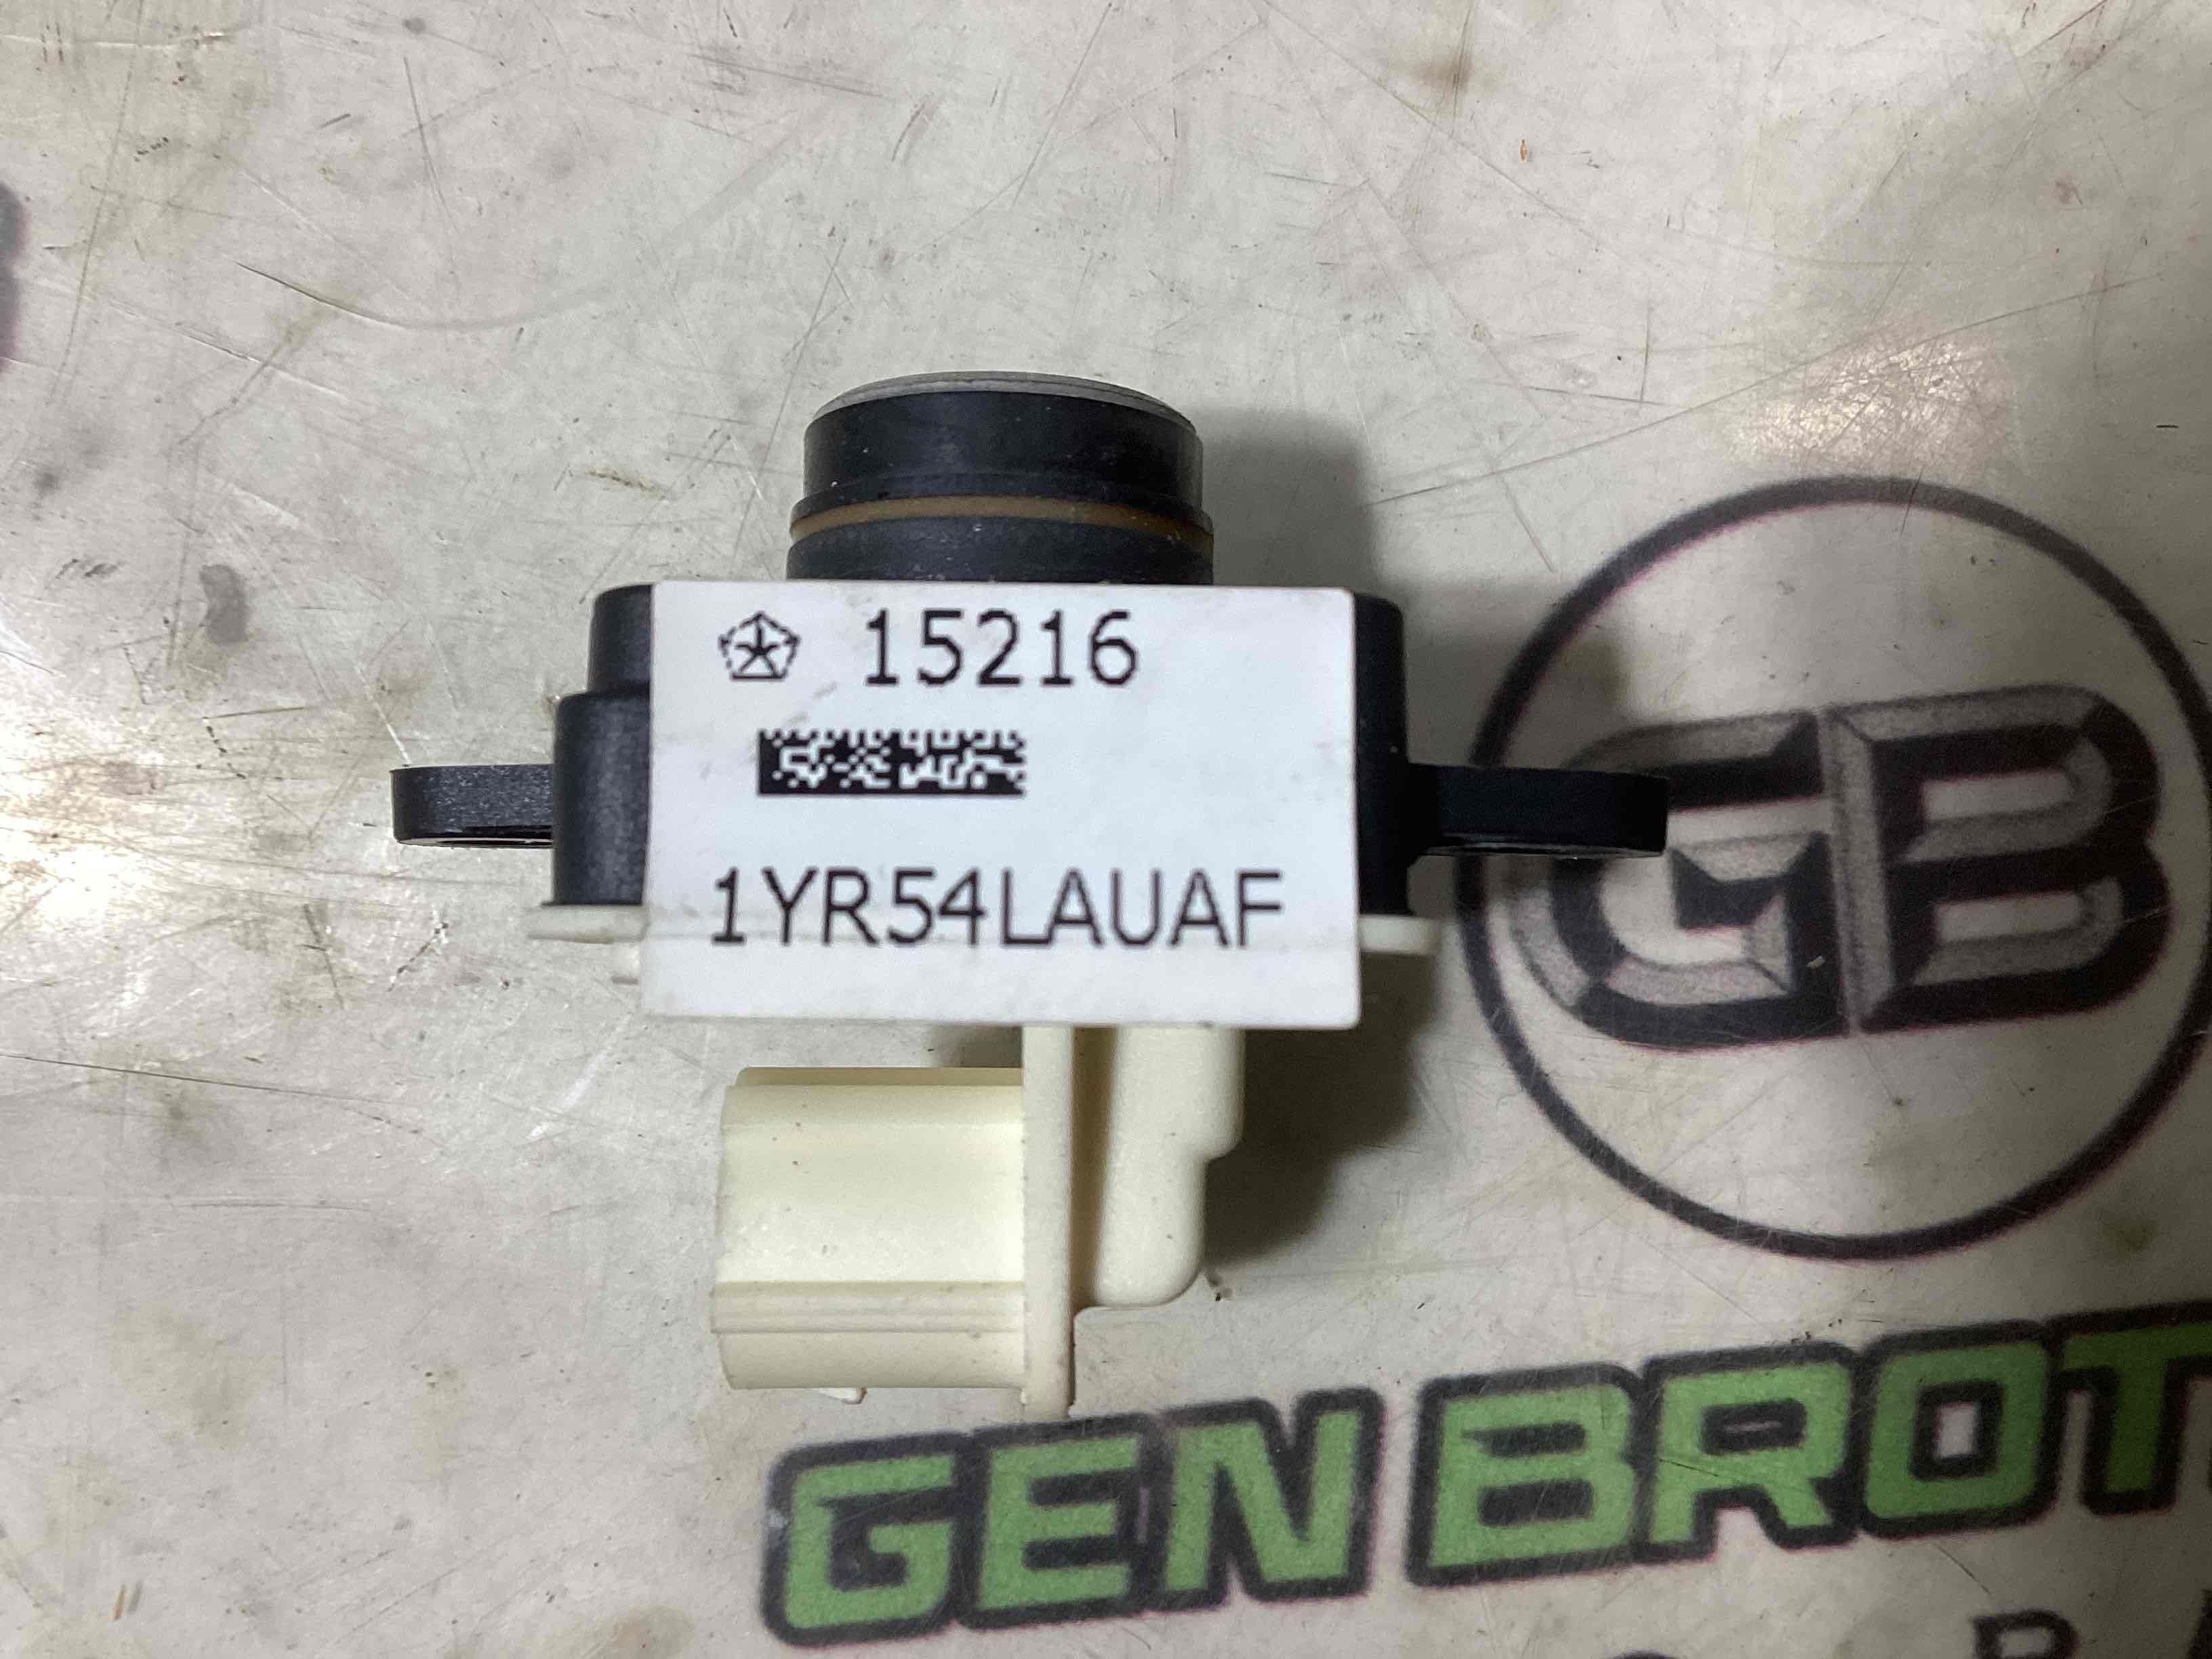 15216
1YR54LAUAF
GB
GEN BROT